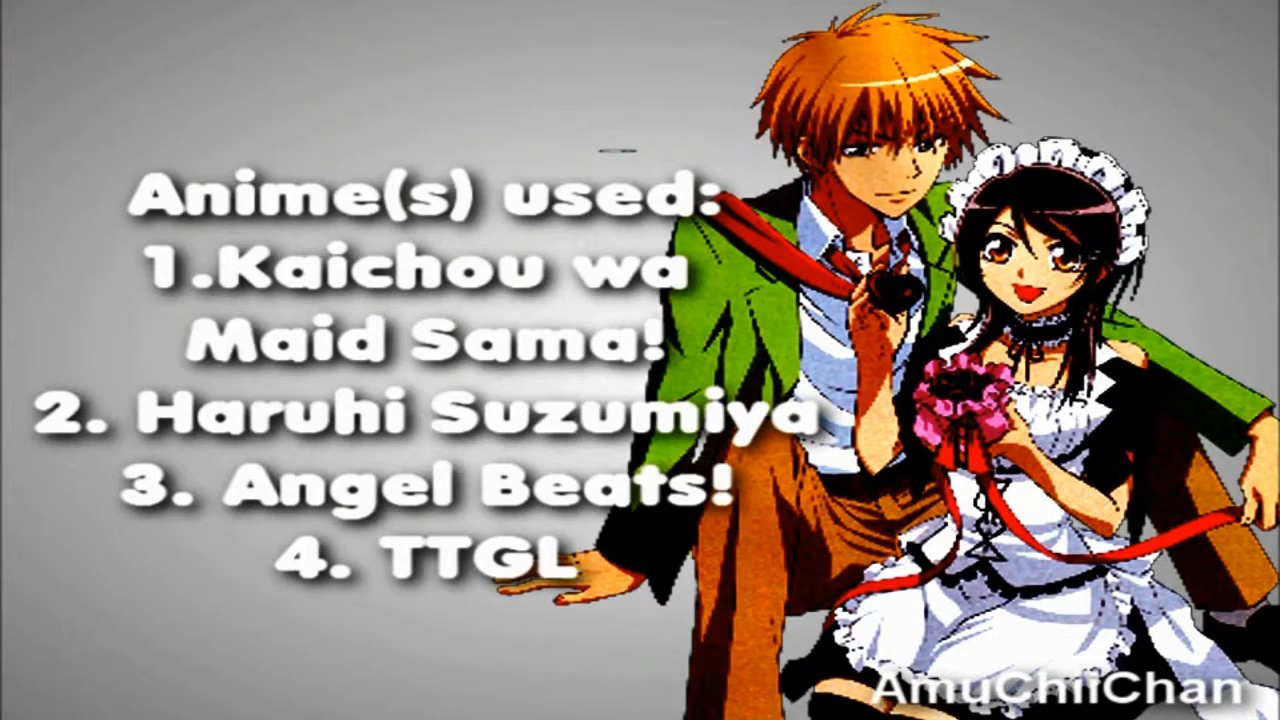 Anime(s) used:
1.Kaichou wa
Maid Sama!
2. Haruhi Suzumiya
3. Angel Beats!
4. TTGL
AmuChiiChan